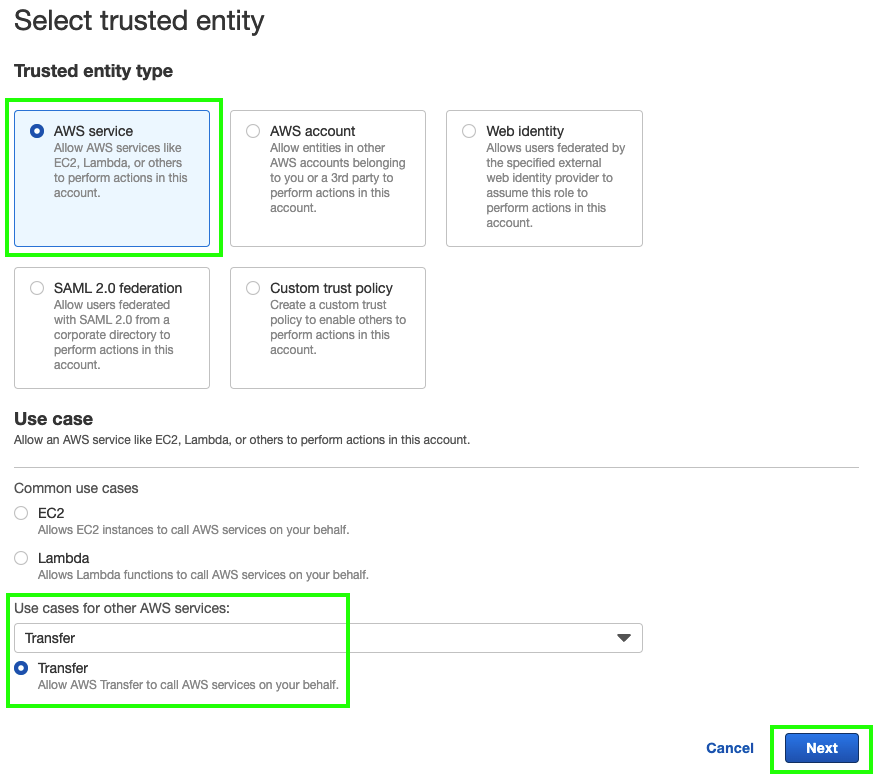 Select trusted entity
Trusted entity type
AWS service
Allow AWS services like
EC2, Lambda, or others
to perform actions in this
account.
AWS account
Allow entities in other
AWS accounts belonging
to you or a 3rd party to
perform actions in this
account.
Web identity
Allows users federated by
the specified external
web identity provider to
assume this role to
perform actions in this
account.
SAML 2.0 federation
Allow users federated
with SAML 2.0 from a
corporate directory to
perform actions in this
account.
Custom trust policy
Create a custom trust
policy to enable others to
perform actions in this
account.
Use case
Allow an AWS service like EC2, Lambda, or others to perform actions in this account.
Common use cases
EC2
Allows EC2 instances to call AWS services on your behalf.
Lambda
Allows Lambda functions to call AWS services on your behalf.
Use cases for other AWS services:
Transfer
Transfer
Allow AWS Transfer to call AWS services on your behalf.
Cancel
Next